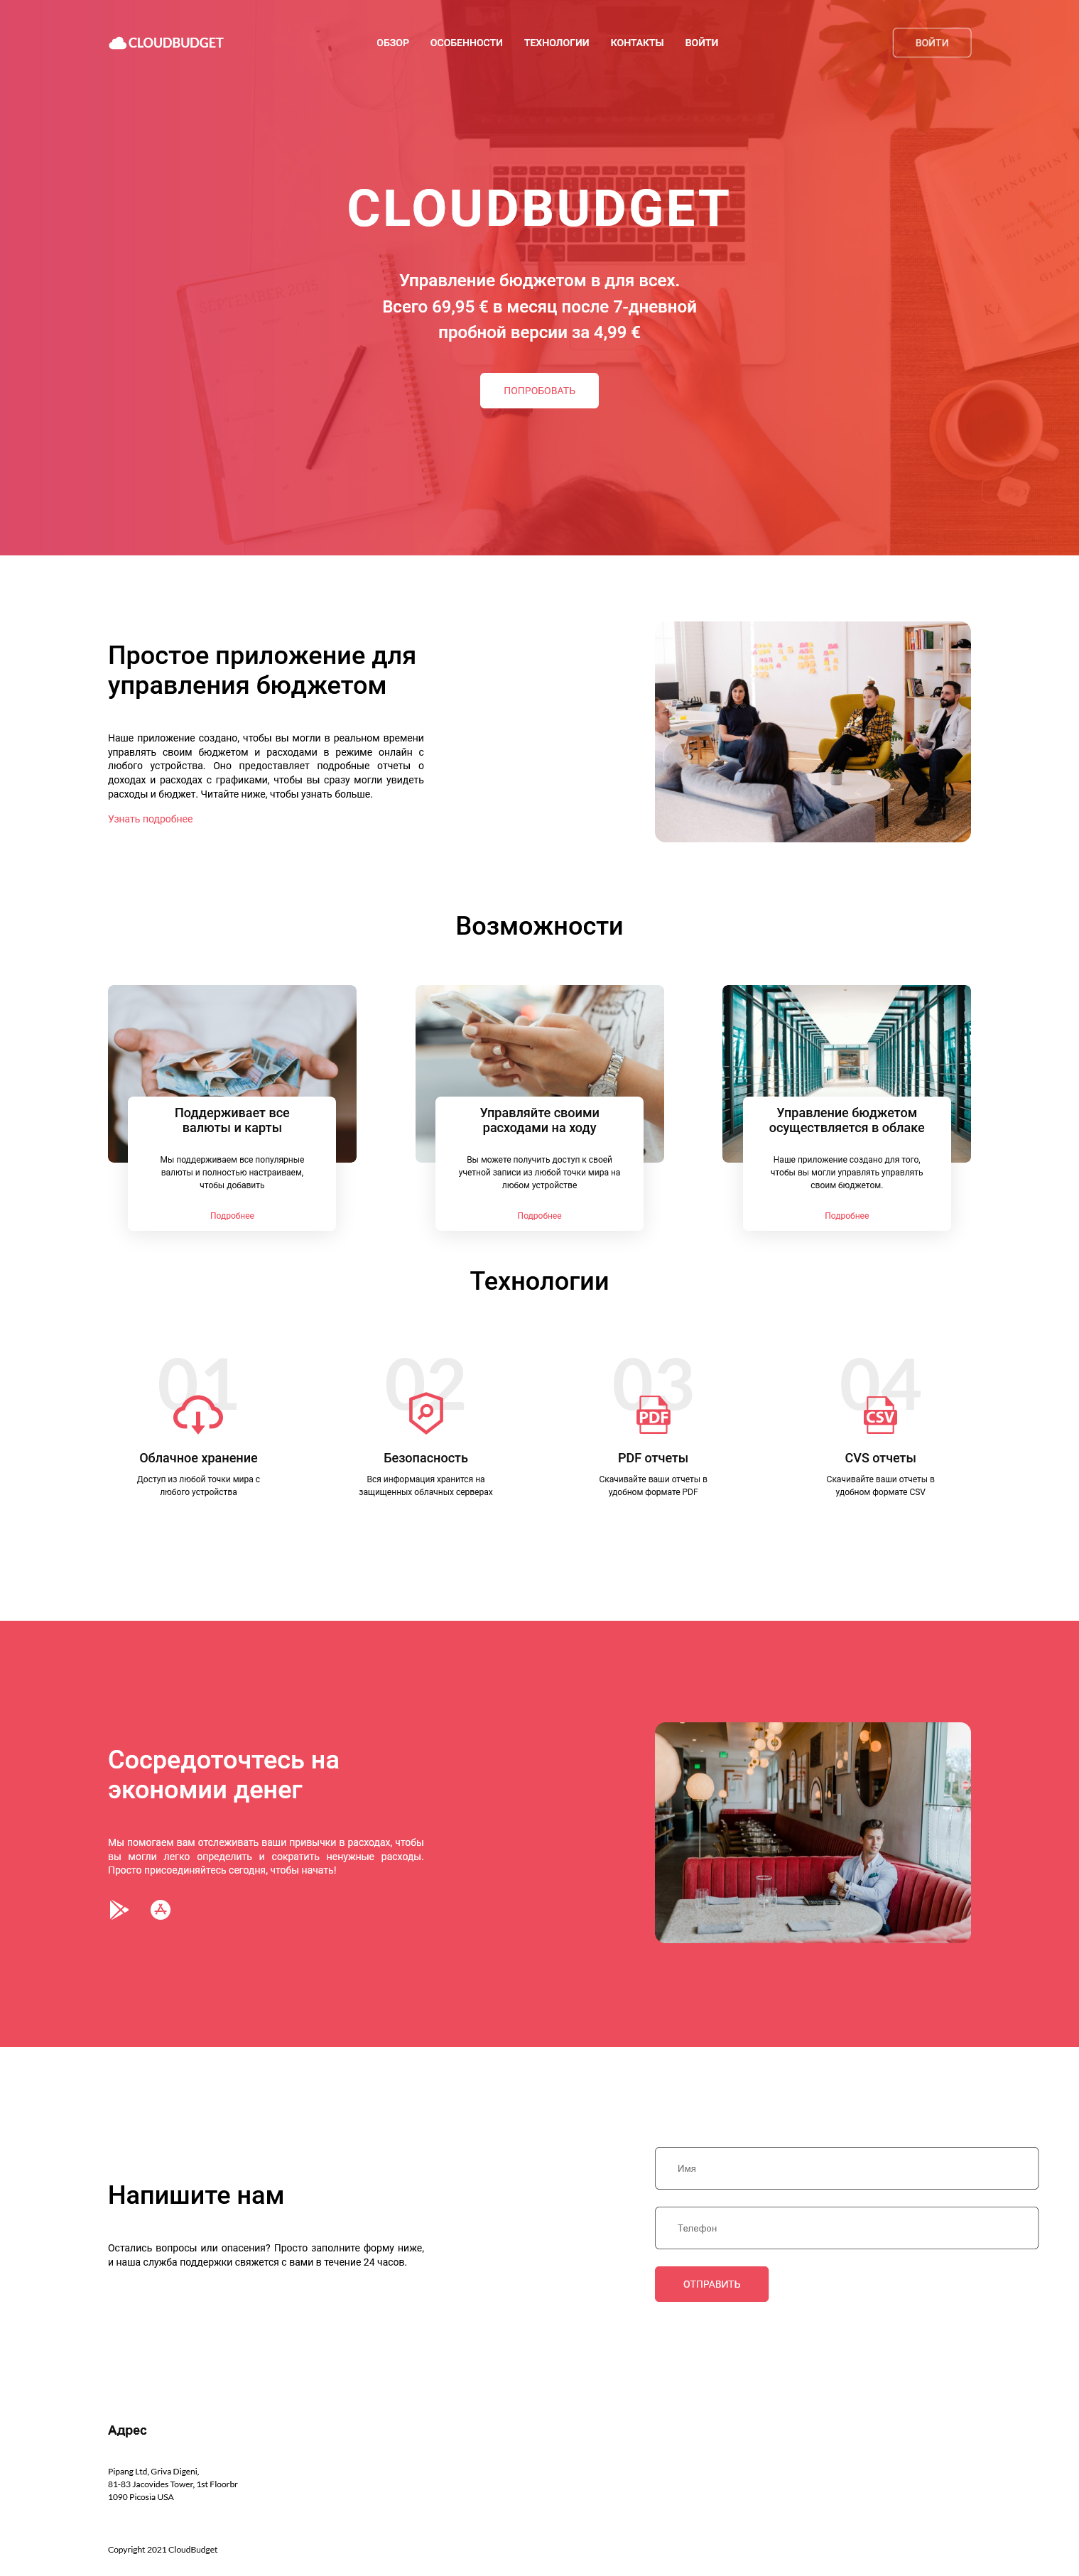 CLOUDBUDGET
ОБЗОР ОСОБЕННОСТИ ТЕХНОЛОГИИ КОНТАКТЫ ВОЙТИ
ВОЙТИ
CLOUDBUDGET
Управление бюджетом в для всех.
Всего 69,95 € в месяц после 7-дневной
пробной версии за 4,99 €
ПОПРОБОВАТЬ
SEPTEMBER 2015
The
TIPPING POINT
Простое приложение для
управления бюджетом
Наше приложение создано, чтобы вы могли в реальном времени
управлять своим бюджетом и расходами в режиме онлайн с
любого устройства. Оно предоставляет подробные отчеты о
доходах и расходах с графиками, чтобы вы сразу могли увидеть
расходы и бюджет. Читайте ниже, чтобы узнать больше.
Узнать подробнее
Возможности
Поддерживает все
валюты и карты
Мы поддерживаем все популярные
валюты и полностью настраиваем,
чтобы добавить
Подробнее
Управляйте своими
расходами на ходу
Вы можете получить доступ к своей
учетной записи из любой точки мира на
любом устройстве
Подробнее
Управление бюджетом
осуществляется в облаке
Наше приложение создано для того,
чтобы вы могли управлять управлять
своим бюджетом.
Подробнее
Технологии
01
Облачное хранение
Доступ из любой точки мира с
любого устройства
02
Безопасность
Вся информация хранится на
защищенных облачных серверах
03
PDF
PDF отчеты
Скачивайте ваши отчеты в
удобном формате PDF
04
CSV
CVS отчеты
Скачивайте ваши отчеты в
удобном формате CSV
Сосредоточтесь на
экономии денег
Мы помогаем вам отслеживать ваши привычки в расходах, чтобы
вы могли легко определить и сократить ненужные расходы.
Просто присоединяйтесь сегодня, чтобы начать!
Напишите нам
Остались вопросы или опасения? Просто заполните форму ниже,
и наша служба поддержки свяжется с вами в течение 24 часов.
Имя
Телефон
ОТПРАВИТЬ
Адрес
Pipang Ltd, Griva Digeni,
81-83 Jacovides Tower, 1st Floorbr
1090 Picosia USA
Copyright 2021 CloudBudget